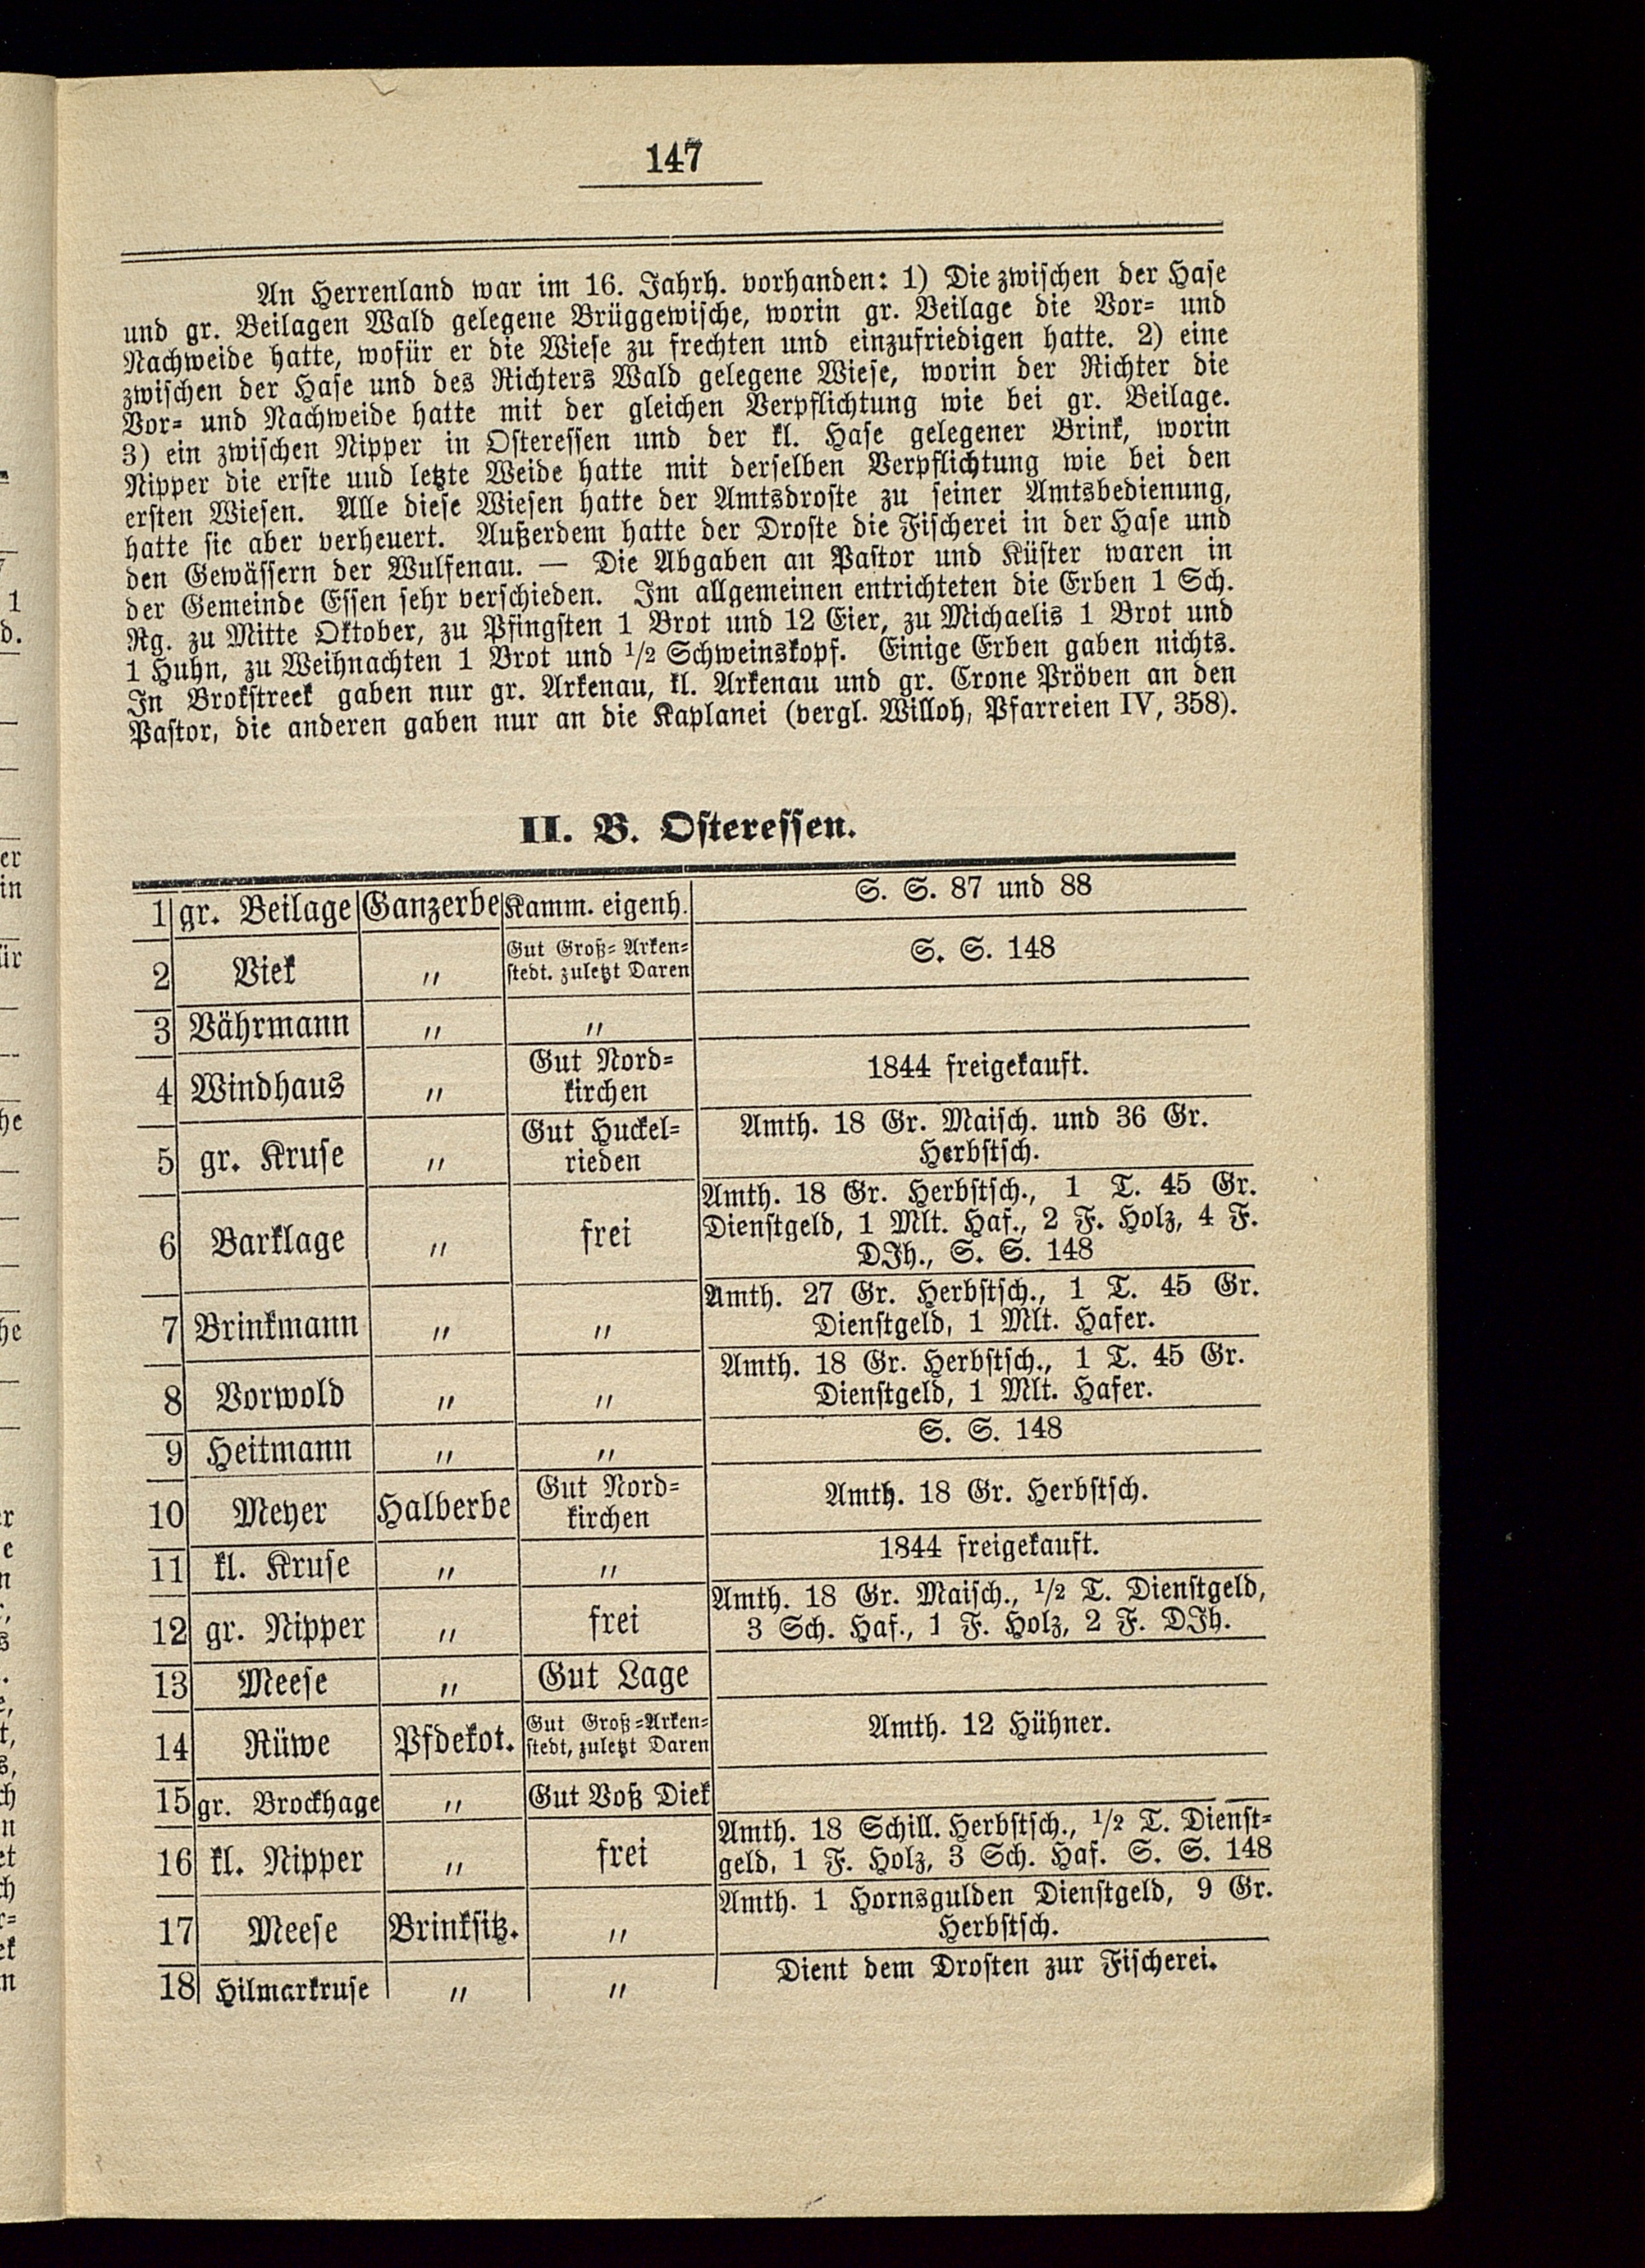 147
An Herrenland war im 16. Jahrh. vorhanden: 1) Die zwischen der Hase
und gr. Beilagen Wald gelegene Brüggewische, worin gr. Beilage die Vor- und
Nachweide hatte, wofür er die Wiese zu frechten und einzufriedigen hatte. 2) eine
zwischen der Hase und des Richters Wald gelegene Wiese, worin der Richter die
Vor- und Nachweide hatte mit der gleichen Verpflichtung wie bei gr. Beilage.
3) ein zwischen Nipper in Osteressen und der kl. Hase gelegener Brink, worin
Nipper die erste und letzte Weide hatte mit derselben Verpflichtung wie bei den
ersten Wiesen. Alle diese Wiesen hatte der Amtsdroste zu seiner Amtsbedienung,
hatte sie aber verheuert. Außerdem hatte der Droste die Fischerei in der Hase und
den Gewässern der Wulfenau. — Die Abgaben an Pastor und Küster waren in
der Gemeinde Essen sehr verschieden. Im allgemeinen entrichteten die Erben 1 Sch.
Rg. zu Mitte Oktober, zu Pfingsten 1 Brot und 12 Eier, zu Michaelis 1 Brot und
1 Huhn, zu Weihnachten 1 Brot und 1/2 Schweinskopf. Einige Erben gaben nichts.
In Brokstreek gaben nur gr. Arkenau, kl. Arkenau und gr. Crone Pröven an den
Pastor, die anderen gaben nur an die Kaplanei (vergl. Willoh, Pfarreien IV, 358).
II. B. Osteressen.
1 gr. Beilage Ganzerbe Kamm. eigenh. S. S. 87 und 88
2 Viek " Gut Groß-Arken-
stedt. zuletzt Daren S. S. 148
3 Vährmann " "
4 Windhaus " Gut Nord-
kirchen 1844 freigekauft.
5 gr. Kruse " Gut Huckel-
rieden Amth. 18 Gr. Maisch. und 36 Gr.
Herbstsch.
6 Barklage " frei Amth. 18 Gr. Herbstsch., 1 T. 45 Gr.
Dienstgeld, 1 Mlt. Haf., 2 F. Holz, 4 F.
DJh., S. S. 148
7 Brinkmann " " Amth. 27 Gr. Herbstsch., 1 T. 45 Gr.
Dienstgeld, 1 Mlt. Hafer.
8 Vorwold " " Amth. 18 Gr. Herbstsch., 1 T. 45 Gr.
Dienstgeld, 1 Mlt. Hafer.
9 Heitmann " " S. S. 148
10 Meyer Halberbe Gut Nord-
kirchen Amth. 18 Gr. Herbstsch.
11 kl. Kruse " " 1844 freigekauft.
12 gr. Nipper " frei Amth. 18 Gr. Maisch., 1/2 T. Dienstgeld,
3 Sch. Haf., 1 F. Holz, 2 F. DJh.
13 Meese " Gut Lage
14 Rüwe Pfdekot. Gut Groß-Arken-
stedt, zuletzt Daren Amth. 12 Hühner.
15 gr. Brockhage " Gut Voß Diek
16 kl. Nipper " frei Amth. 18 Schill. Herbstsch., 1/2 T. Dienst-
geld, 1 F. Holz, 3 Sch. Haf. S. S. 148
17 Meese Brinksitz. " Amth. 1 Hornsgulden Dienstgeld, 9 Gr.
Herbstsch.
18 Hilmarkruse " " Dient dem Drosten zur Fischerei.